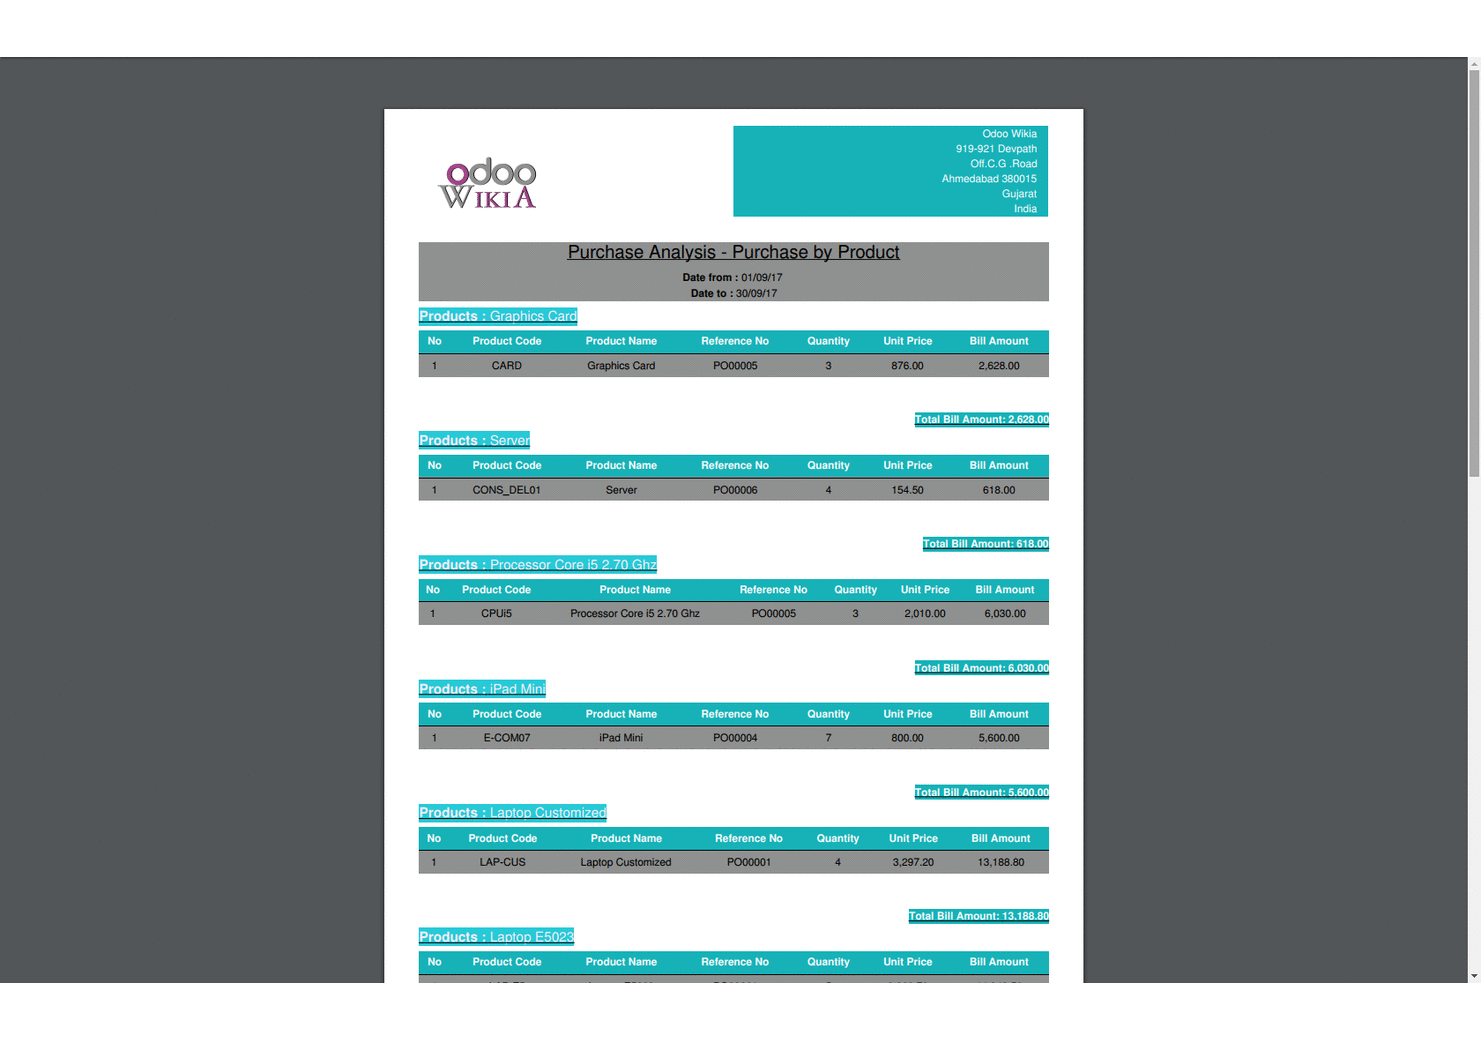 odoo
WIKIA
Odoo Wikia
919-921 Devpath
Off.C.G .Road
Ahmedabad 380015
Gujarat
India
Purchase Analysis - Purchase by Product
Date from : 01/09/17
Date to : 30/09/17
Products : Graphics Card
No Product Code Product Name Reference No Quantity Unit Price Bill Amount
1 CARD Graphics Card PO00005 3 876.00 2,628.00
Total Bill Amount: 2,628.00
Products : Server
No Product Code Product Name Reference No Quantity Unit Price Bill Amount
1 CONS_DEL01 Server PO00006 4 154.50 618.00
Total Bill Amount: 618.00
Products : Processor Core i5 2.70 Ghz
No Product Code Product Name Reference No Quantity Unit Price Bill Amount
1 CPUi5 Processor Core i5 2.70 Ghz PO00005 3 2,010.00 6,030.00
Total Bill Amount: 6,030.00
Products : iPad Mini
No Product Code Product Name Reference No Quantity Unit Price Bill Amount
1 E-COM07 iPad Mini PO00004 7 800.00 5,600.00
Total Bill Amount: 5,600.00
Products : Laptop Customized
No Product Code Product Name Reference No Quantity Unit Price Bill Amount
1 LAP-CUS Laptop Customized PO00001 4 3,297.20 13,188.80
Total Bill Amount: 13,188.80
Products : Laptop E5023
No Product Code Product Name Reference No Quantity Unit Price Bill Amount